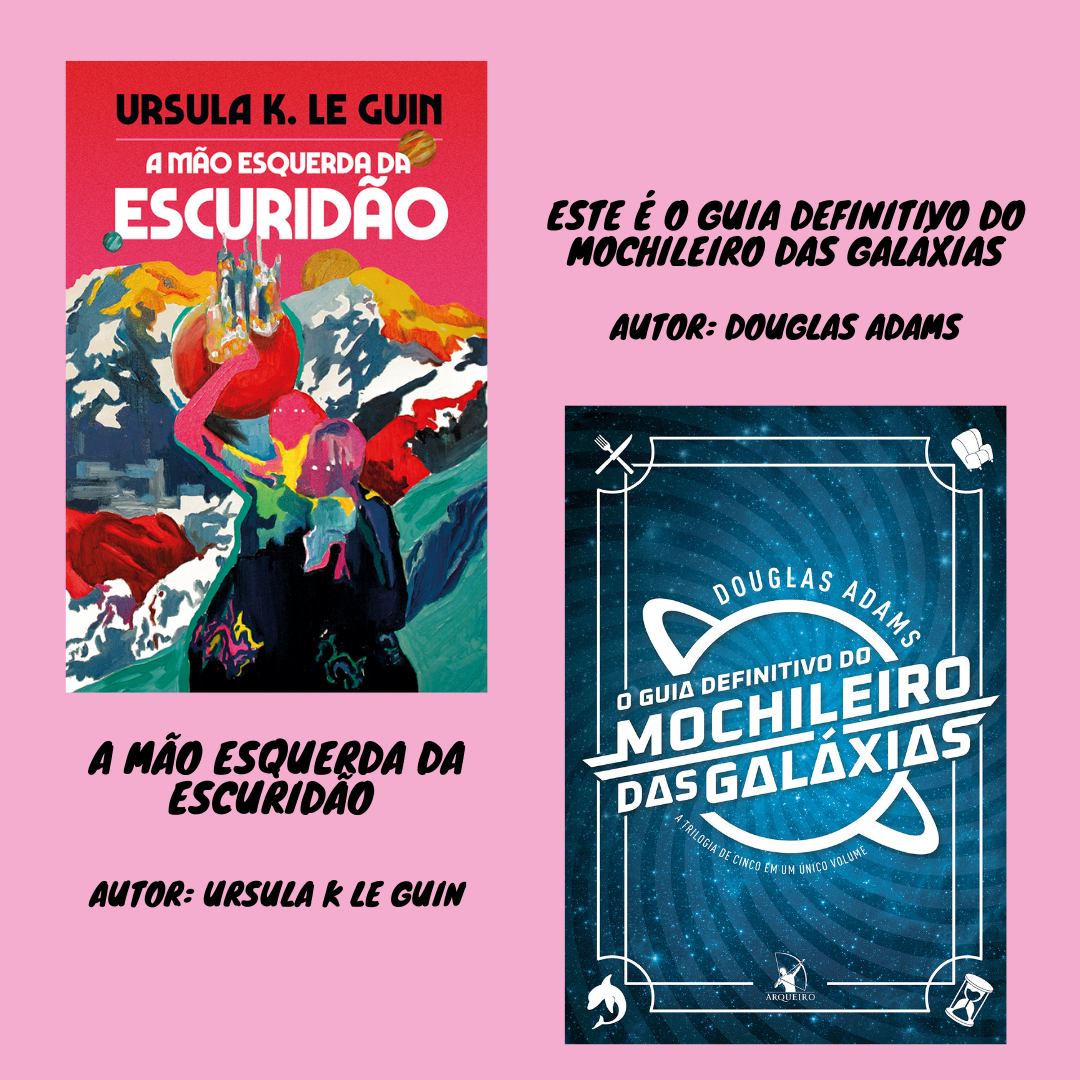 URSULA K. LE GUIN
A MÃO ESQUERDA DA
ESCURIDÃO
A MÃO ESQUERDA DA
ESCURIDÃO
AUTOR: URSULA K LE GUIN
ESTE É O GUIA DEFINITIVO DO
MOCHILEIRO DAS GALÁXIAS
AUTOR: DOUGLAS ADAMS
DOUGLAS ADAMS
O GUIA DEFINITIVO DO
MOCHILEIRO
DAS GALÁXIAS
A TRILOGIA DE CINCO EM UM ÚNICO VOLUME
ARQUEIRO